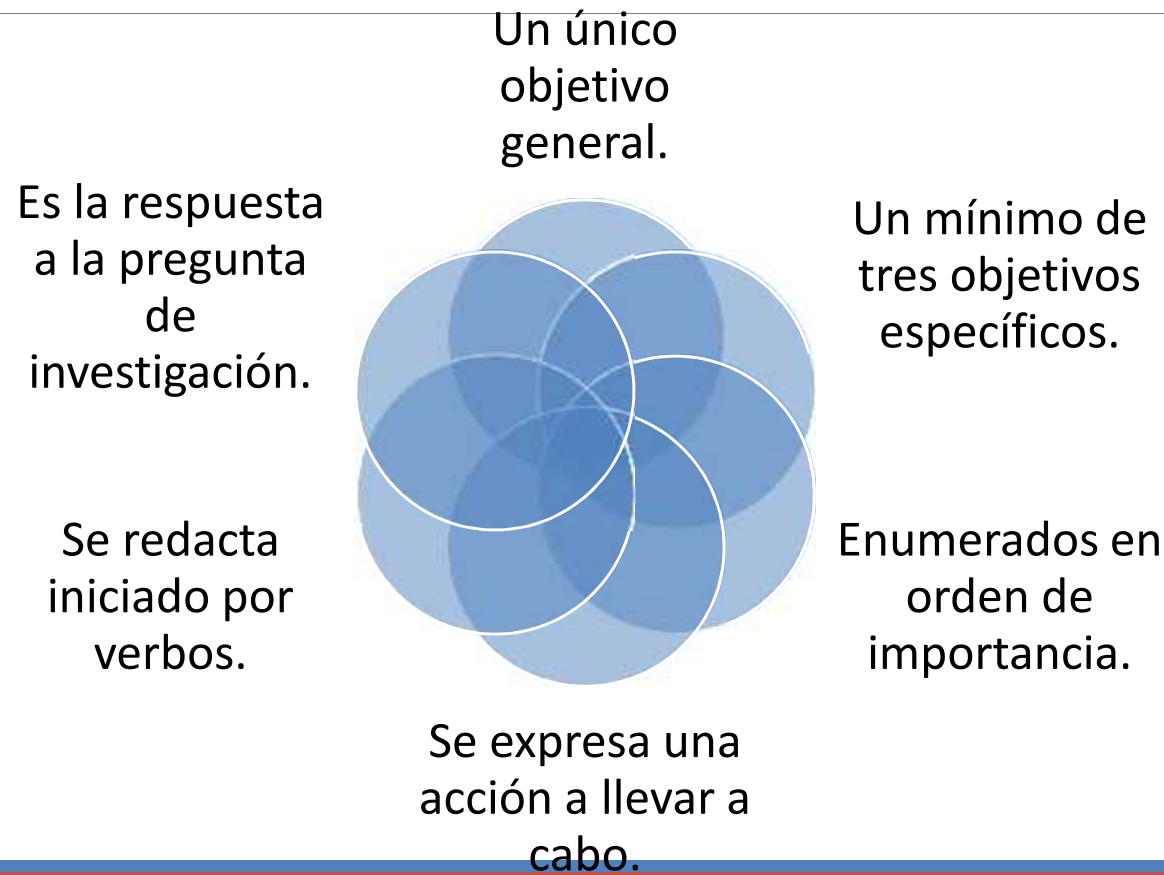 Un único
objetivo
general.
Un mínimo de
tres objetivos
específicos.
Enumerados en
orden de
importancia.
Se expresa una
acción a llevar a
cabo.
Se redacta
iniciado por
verbos.
Es la respuesta
a la pregunta
de
investigación.